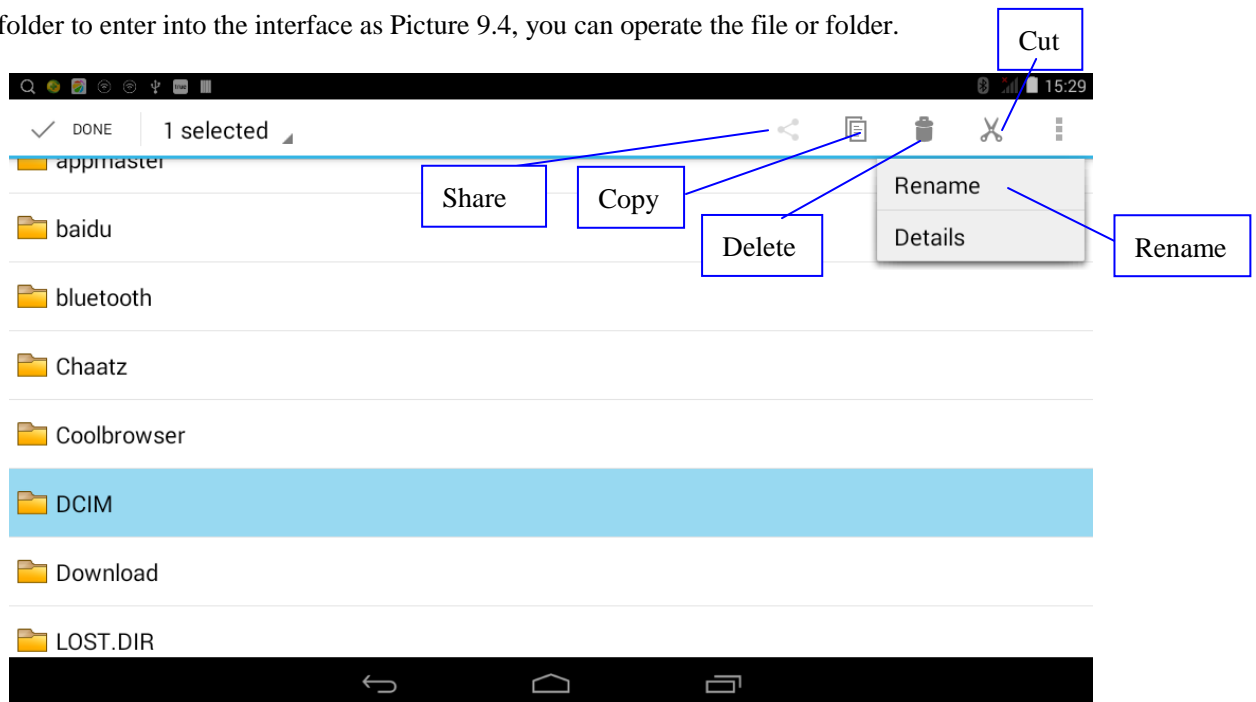 folder to enter into the interface as Picture 9.4, you can operate the file or folder.
Cut
15:29
DONE 1 selected
appmaster
Share
Copy
Delete
Rename
Details
Rename
baidu
bluetooth
Chaatz
Coolbrowser
DCIM
Download
LOST.DIR